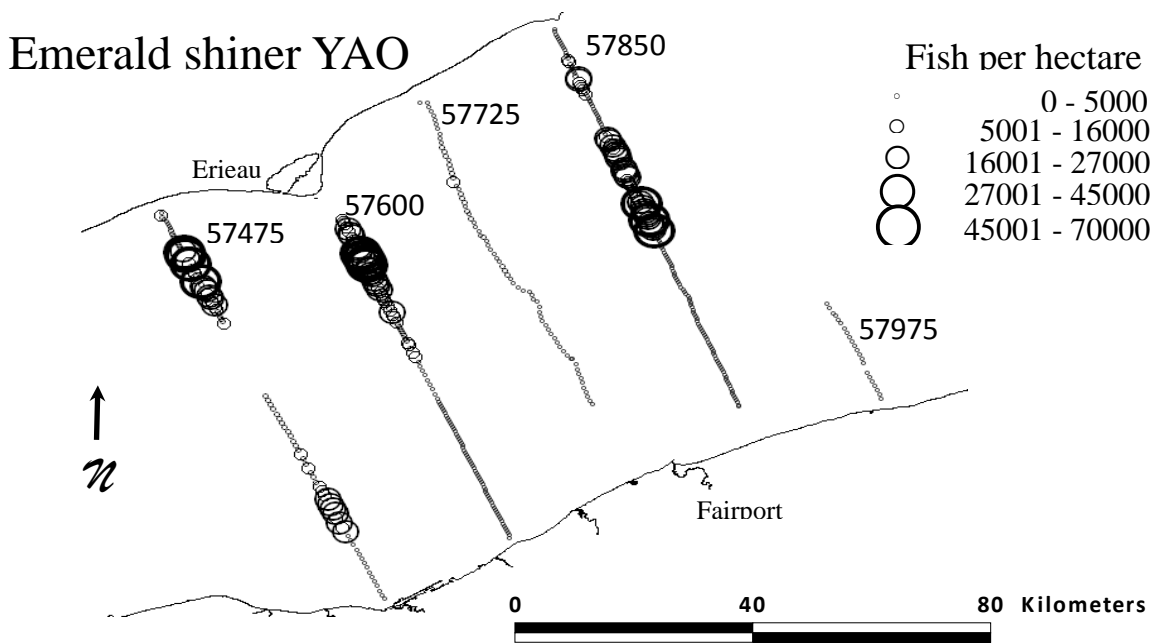 Emerald shiner YAO
57850
Fish per hectare
0 - 5000
5001 - 16000
16001 - 27000
27001 - 45000
45001 - 70000
57725
Erieau
57600
57475
57975
N
Fairport
0 40 80 Kilometers